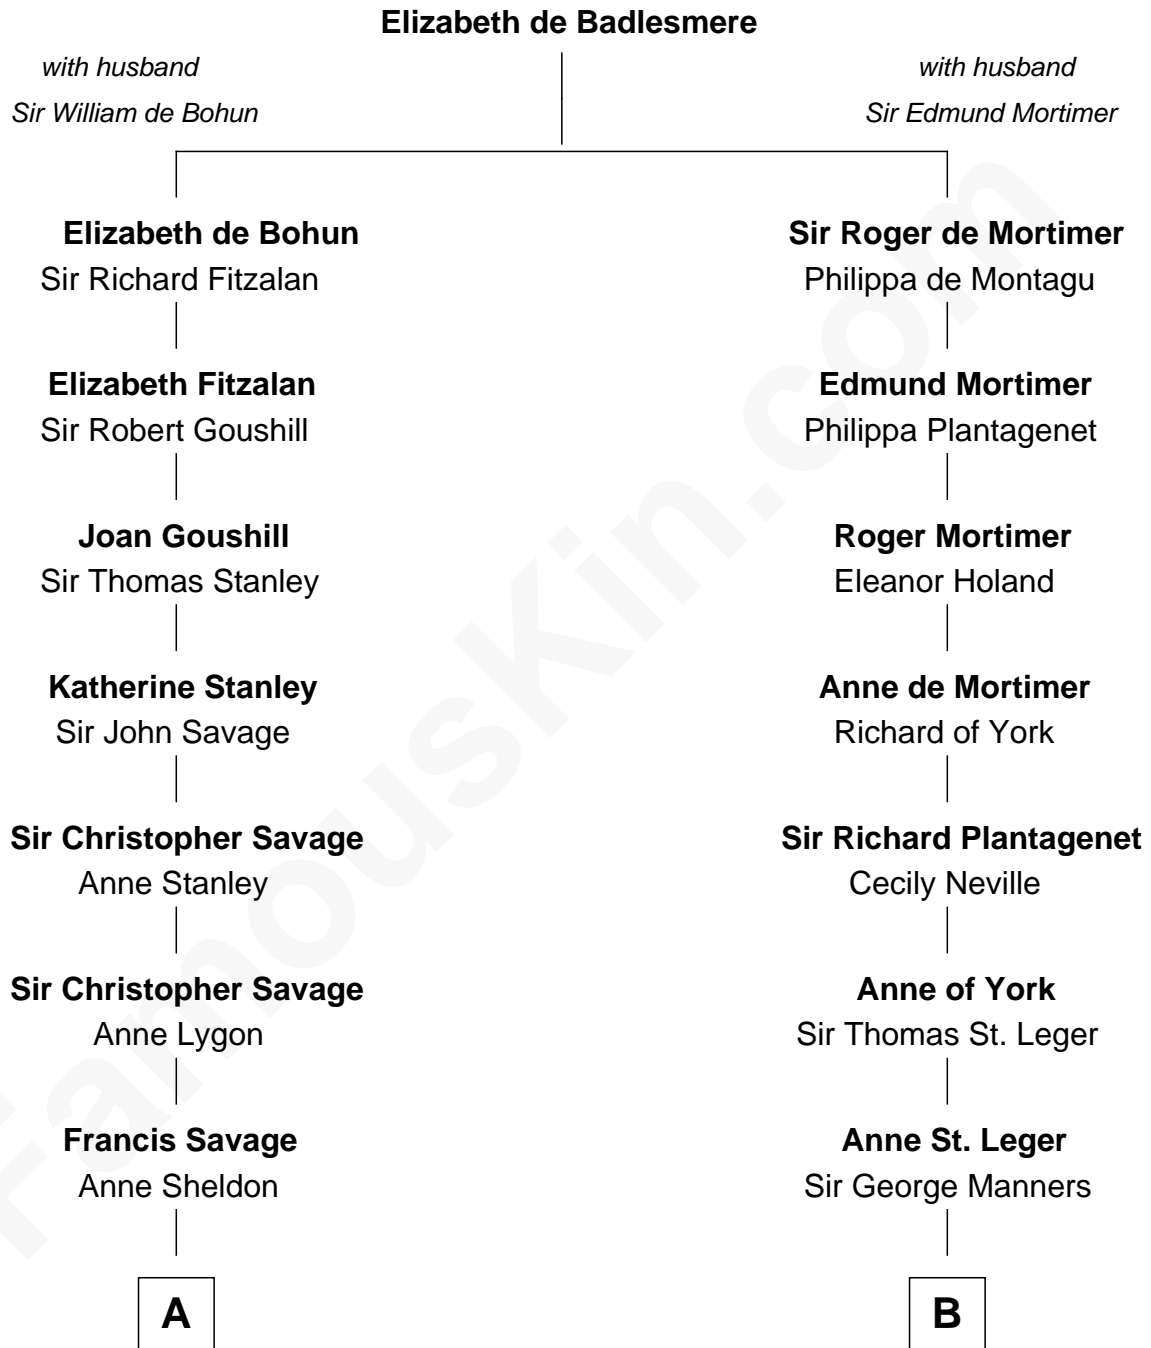 Elizabeth de Badlesmere
with husband
Sir William de Bohun
with husband
Sir Edmund Mortimer
Elizabeth de Bohun
Sir Richard Fitzalan
Sir Roger de Mortimer
Philippa de Montagu
Elizabeth Fitzalan
Sir Robert Goushill
Edmund Mortimer
Philippa Plantagenet
Joan Goushill
Sir Thomas Stanley
Roger Mortimer
Eleanor Holand
Katherine Stanley
Sir John Savage
Anne de Mortimer
Richard of York
Sir Christopher Savage
Anne Stanley
Sir Richard Plantagenet
Cecily Neville
Sir Christopher Savage
Anne Lygon
Anne of York
Sir Thomas St. Leger
Francis Savage
Anne Sheldon
Anne St. Leger
Sir George Manners
A
B
FamousKin.com